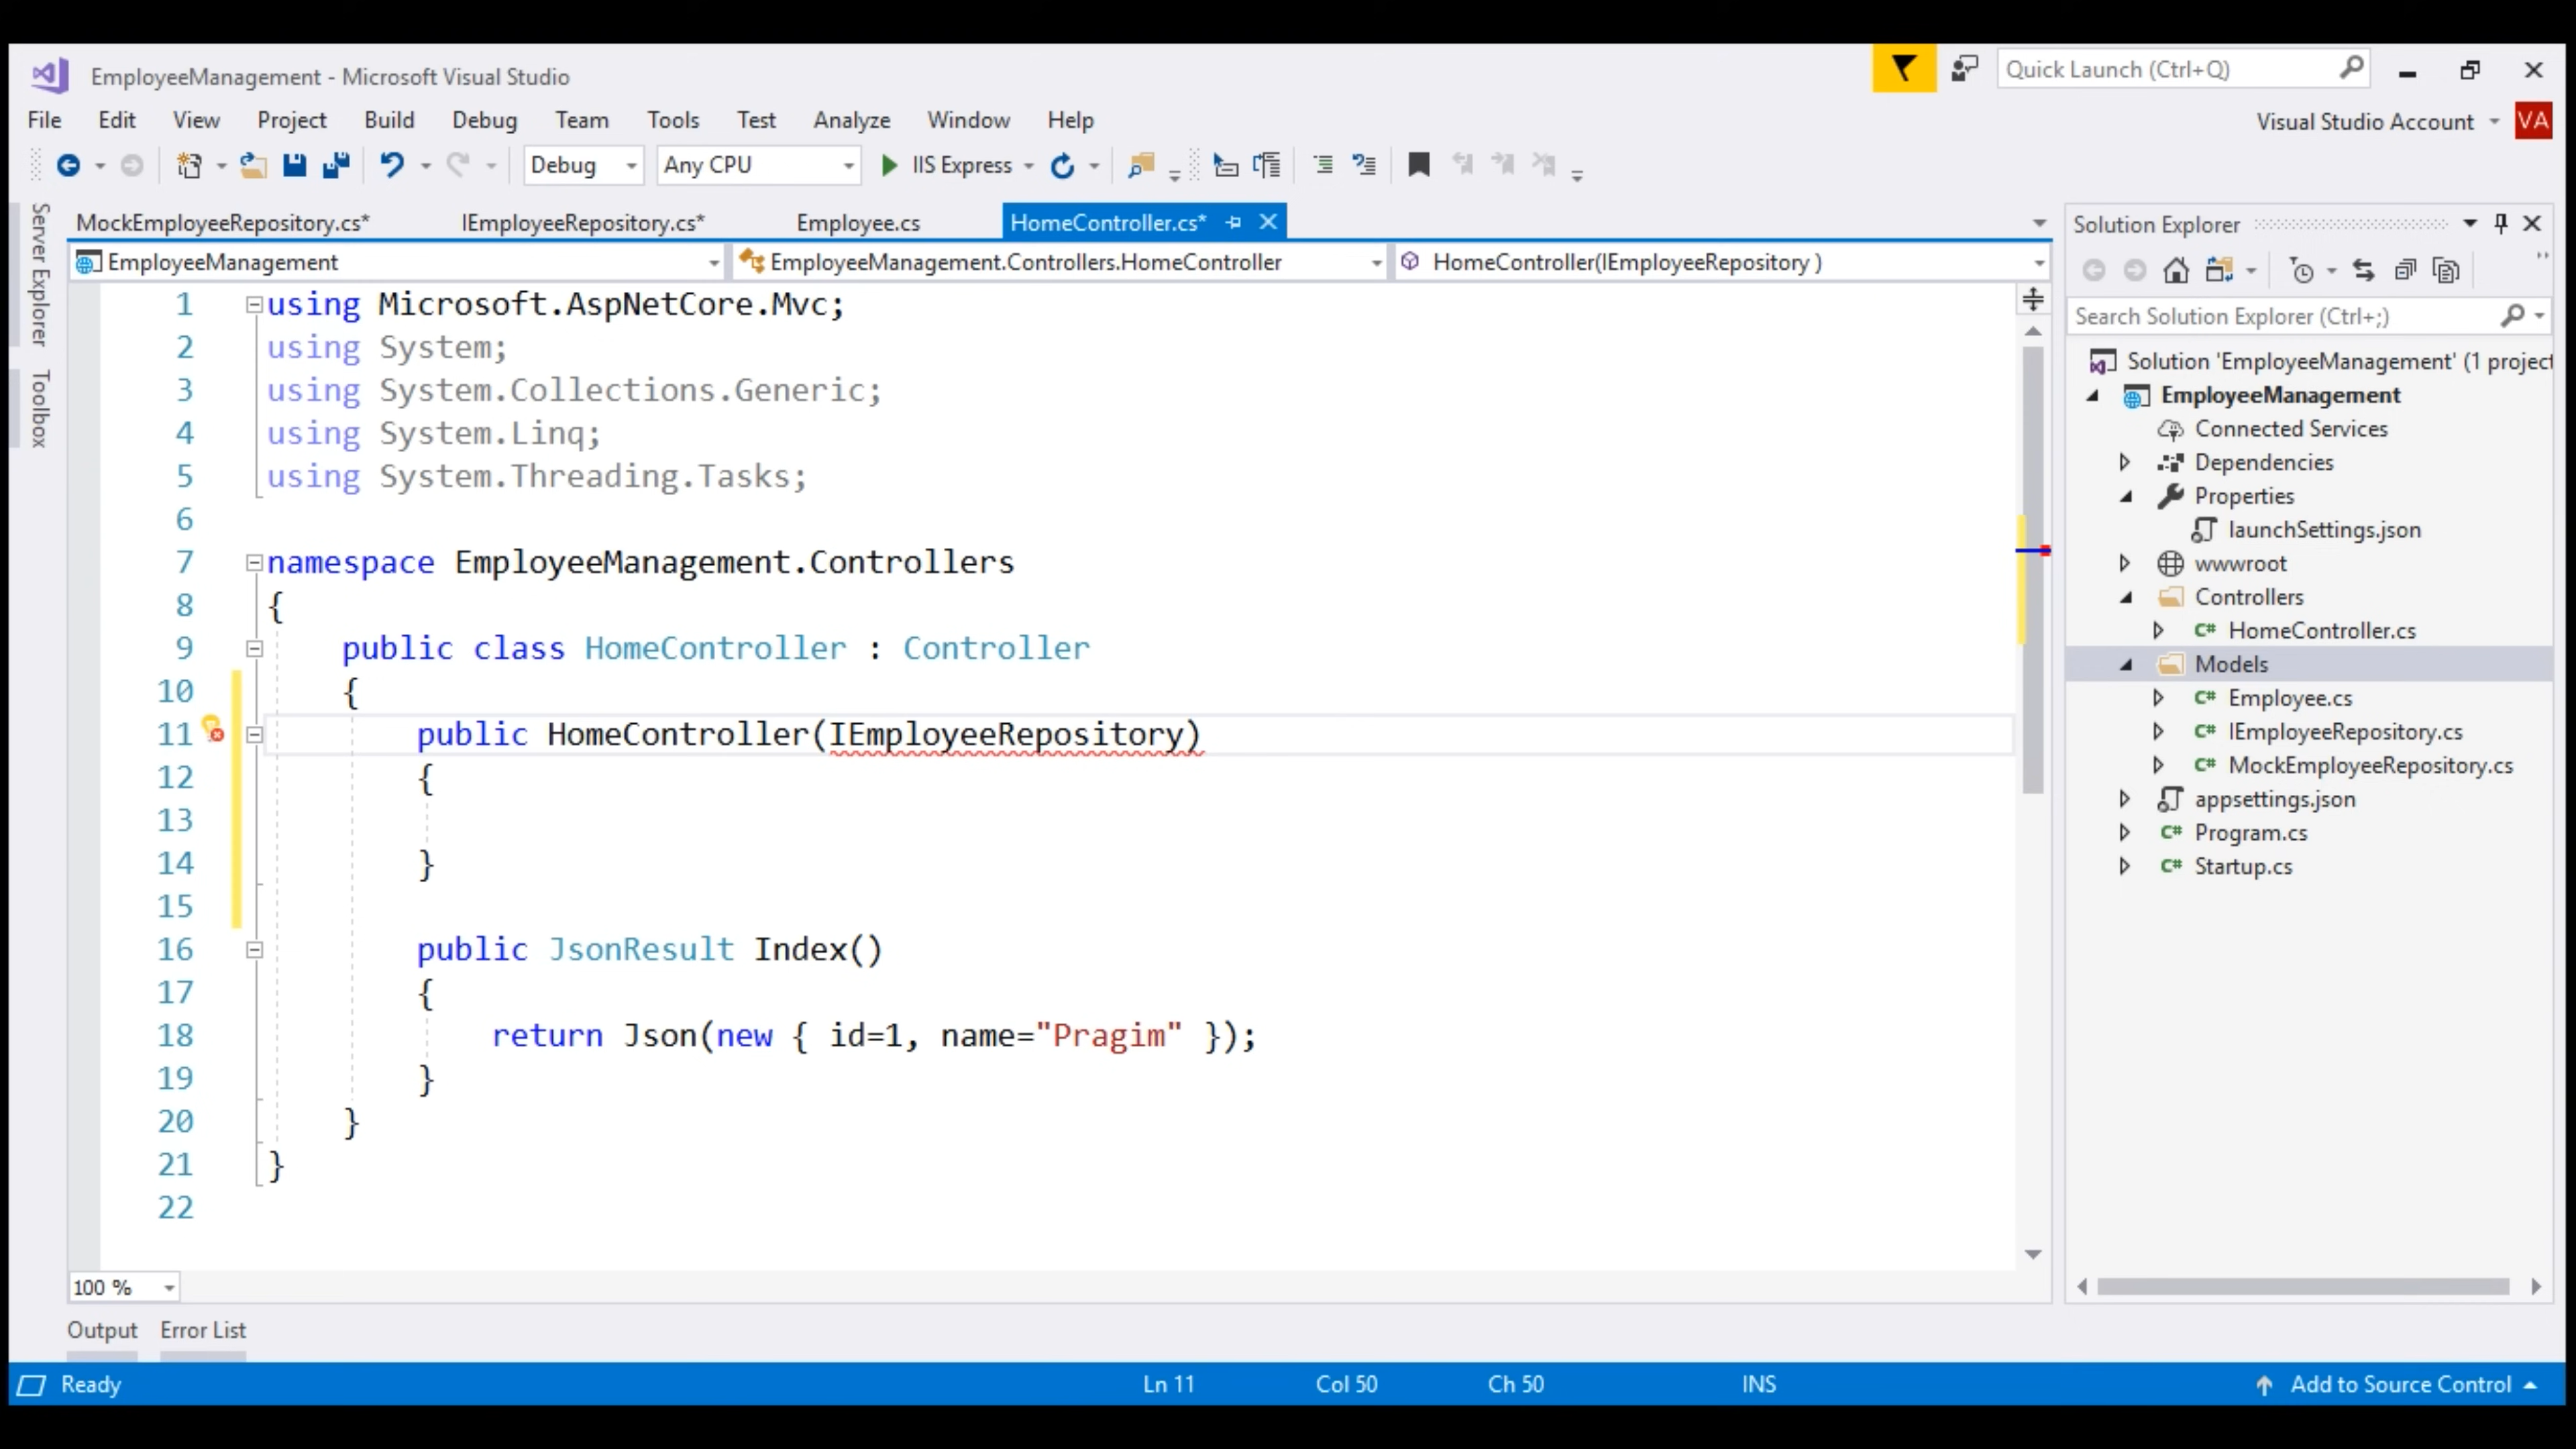 EmployeeManagement - Microsoft Visual Studio
Quick Launch (Ctrl+Q)
File Edit View Project Build Debug Team Tools Test Analyze Window Help
Visual Studio Account VA
Debug Any CPU IIS Express
Server Explorer
Toolbox
MockEmployeeRepository.cs* IEmployeeRepository.cs* Employee.cs HomeController.cs*
EmployeeManagement EmployeeManagement.Controllers.HomeController HomeController(IEmployeeRepository )
1 using Microsoft.AspNetCore.Mvc;
2 using System;
3 using System.Collections.Generic;
4 using System.Linq;
5 using System.Threading.Tasks;
6
7 namespace EmployeeManagement.Controllers
8 {
9 public class HomeController : Controller
10 {
11 public HomeController(IEmployeeRepository)
12 {
13
14 }
15
16 public JsonResult Index()
17 {
18 return Json(new { id=1, name="Pragim" });
19 }
20 }
21 }
22
100 %
Output Error List
Ready Ln 11 Col 50 Ch 50 INS Add to Source Control
Solution Explorer
Search Solution Explorer (Ctrl+;)
Solution 'EmployeeManagement' (1 project
EmployeeManagement
Connected Services
Dependencies
Properties
launchSettings.json
wwwroot
Controllers
C# HomeController.cs
Models
C# Employee.cs
C# IEmployeeRepository.cs
C# MockEmployeeRepository.cs
appsettings.json
C# Program.cs
C# Startup.cs